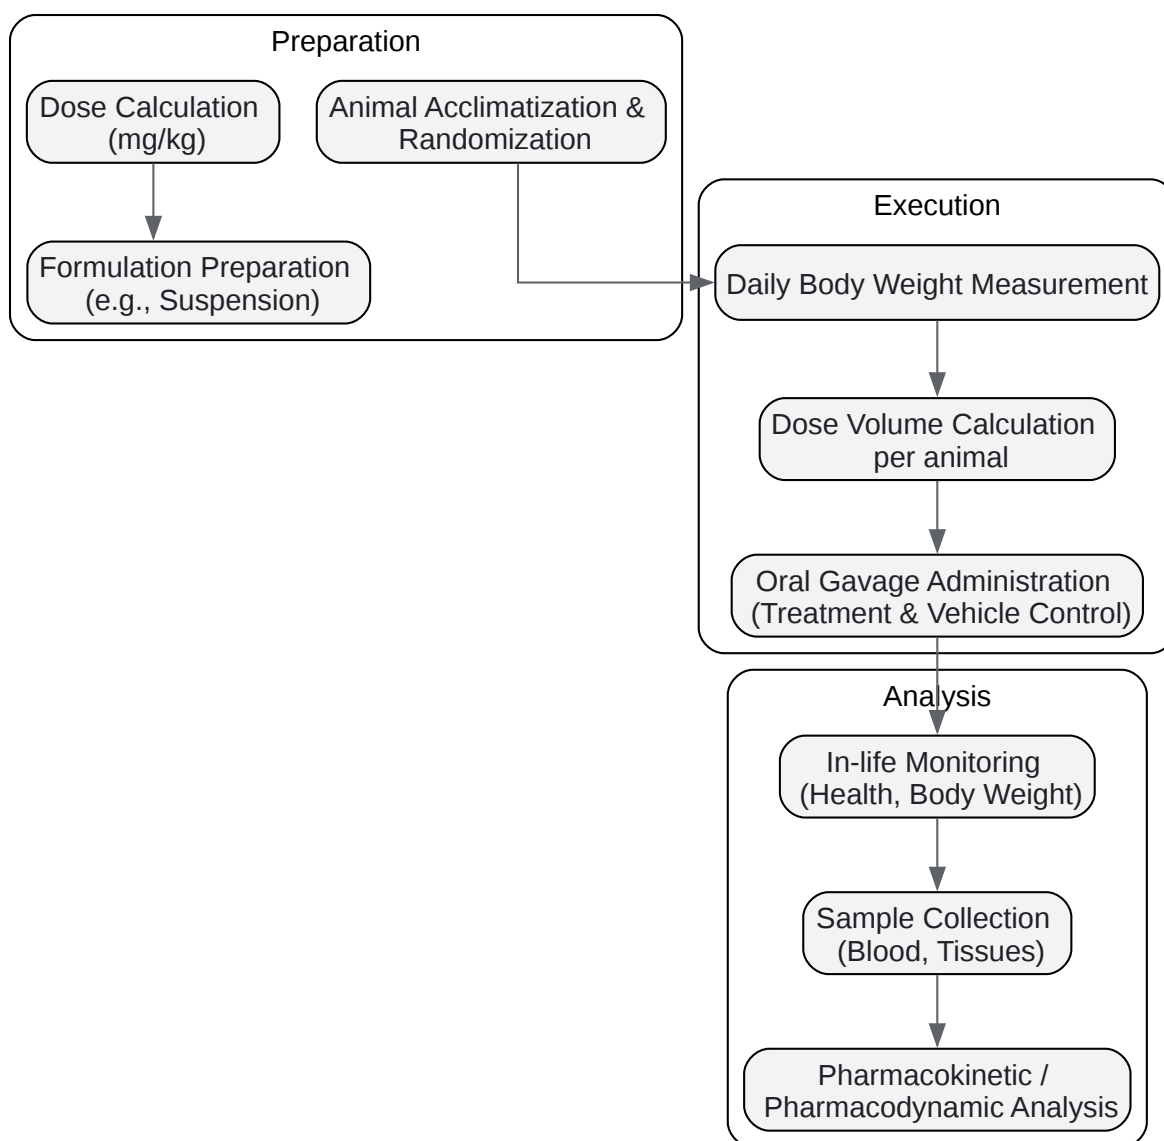 Preparation
Dose Calculation
(mg/kg)
Animal Acclimatization &
Randomization
Formulation Preparation
(e.g., Suspension)
Execution
Daily Body Weight Measurement
Dose Volume Calculation
per animal
Oral Gavage Administration
(Treatment & Vehicle Control)
Analysis
In-life Monitoring
(Health, Body Weight)
Sample Collection
(Blood, Tissues)
Pharmacokinetic /
Pharmacodynamic Analysis